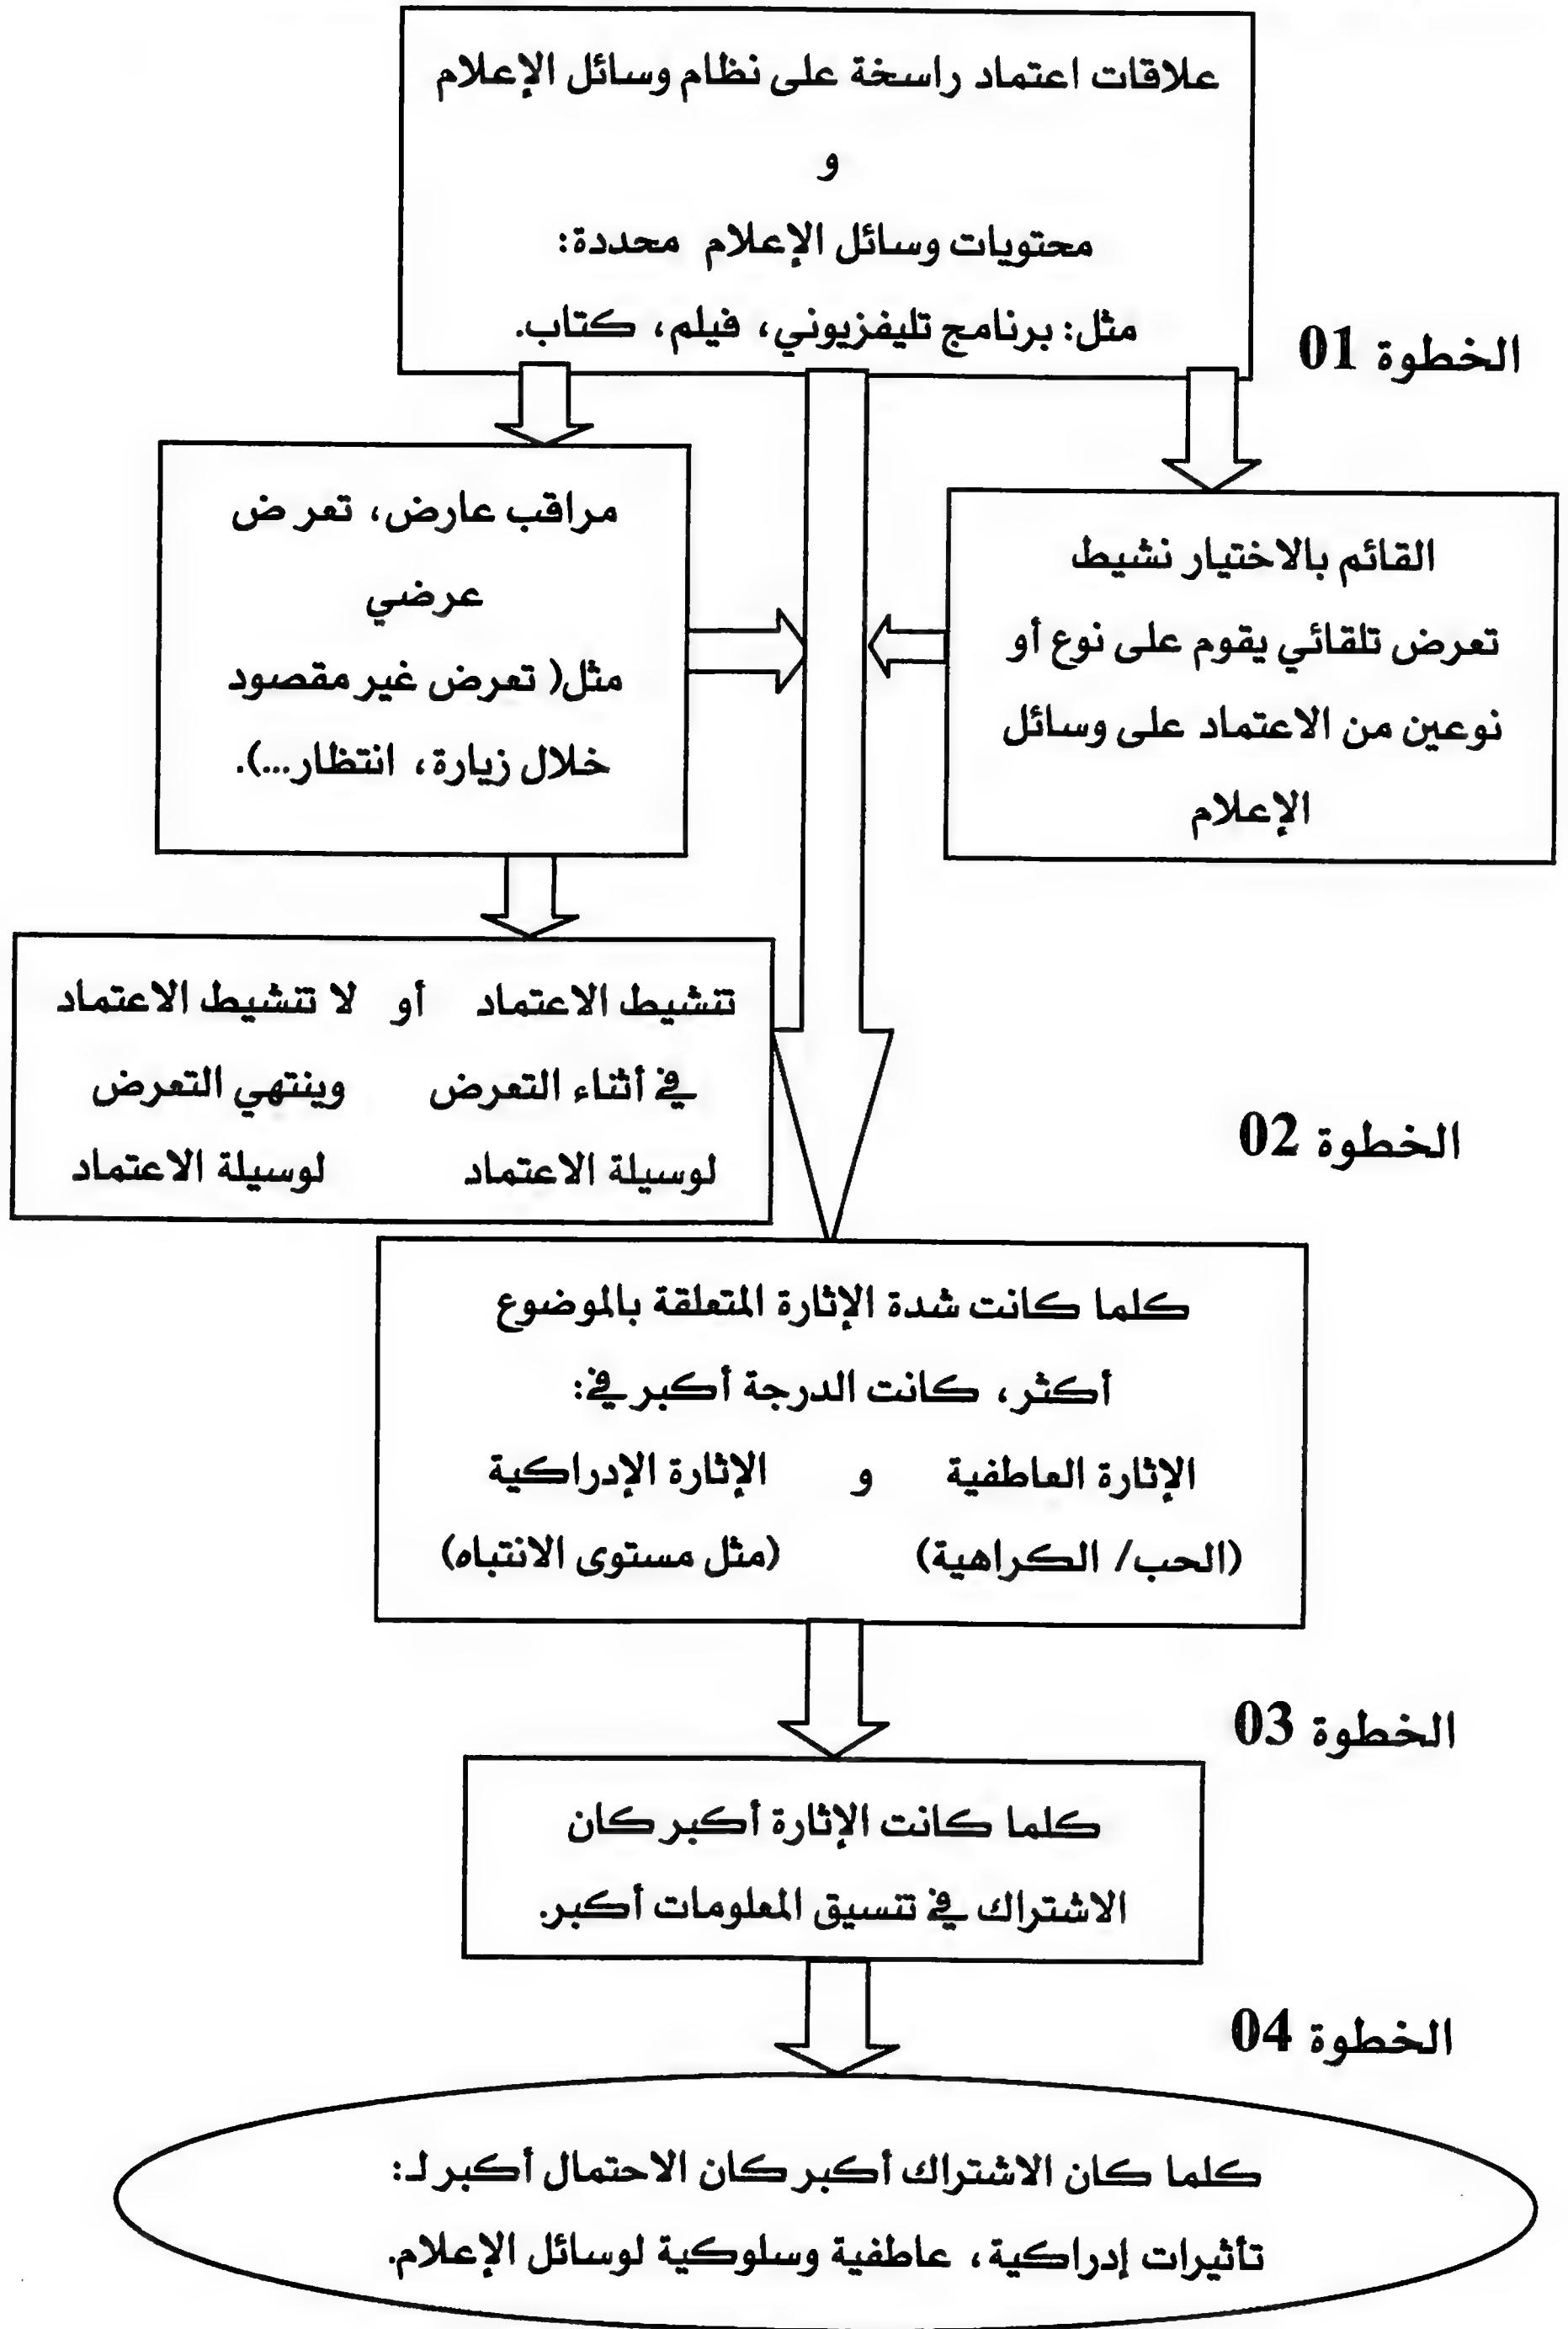 علاقات اعتماد راسخة على نظام وسائل الإعلام
و
محتويات وسائل الإعلام محددة:
مثل: برنامج تليفزيوني، فيلم، كتاب.
الخطوة 01
القائم بالاختيار نشيط
تعرض تلقائي يقوم على نوع أو
نوعين من الاعتماد على وسائل
الإعلام
مراقب عارض، تعرض
عرضي
مثل( تعرض غير مقصود
خلال زيارة، انتظار...).
تنشيط الاعتماد أو لا تنشيط الاعتماد
في أثناء التعرض وينتهي التعرض
لوسيلة الاعتماد لوسيلة الاعتماد
الخطوة 02
كلما كانت شدة الإثارة المتعلقة بالموضوع
أكثر، كانت الدرجة أكبر في:
الإثارة العاطفية و الإثارة الإدراكية
(الحب/ الكراهية) (مثل مستوى الانتباه)
الخطوة 03
كلما كانت الإثارة أكبر كان
الاشتراك في تنسيق المعلومات أكبر.
الخطوة 04
كلما كان الاشتراك أكبر كان الاحتمال أكبر لـ:
تأثيرات إدراكية، عاطفية وسلوكية لوسائل الإعلام.